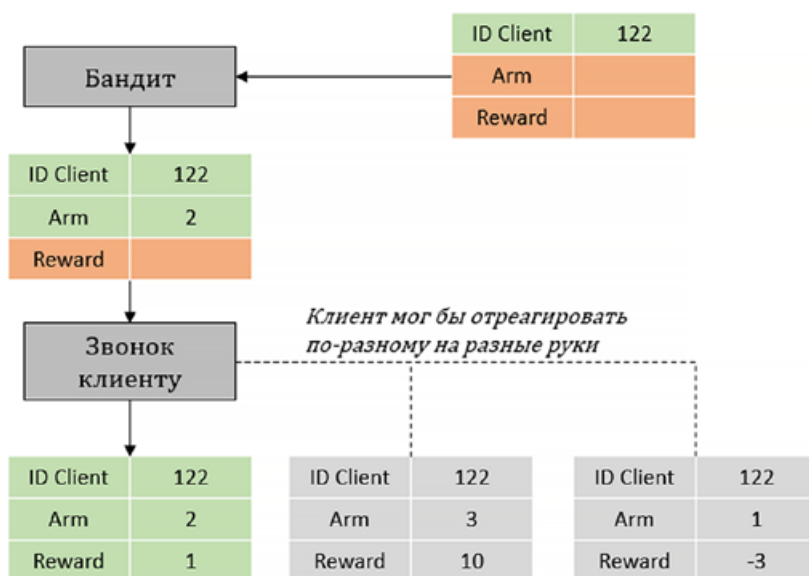 ID Client 122
Arm
Reward
Бандит
ID Client 122
Arm 2
Reward
Звонок
клиенту
Клиент мог бы отреагировать
по-разному на разные руки
ID Client 122
Arm 2
Reward 1
ID Client 122
Arm 3
Reward 10
ID Client 122
Arm 1
Reward -3